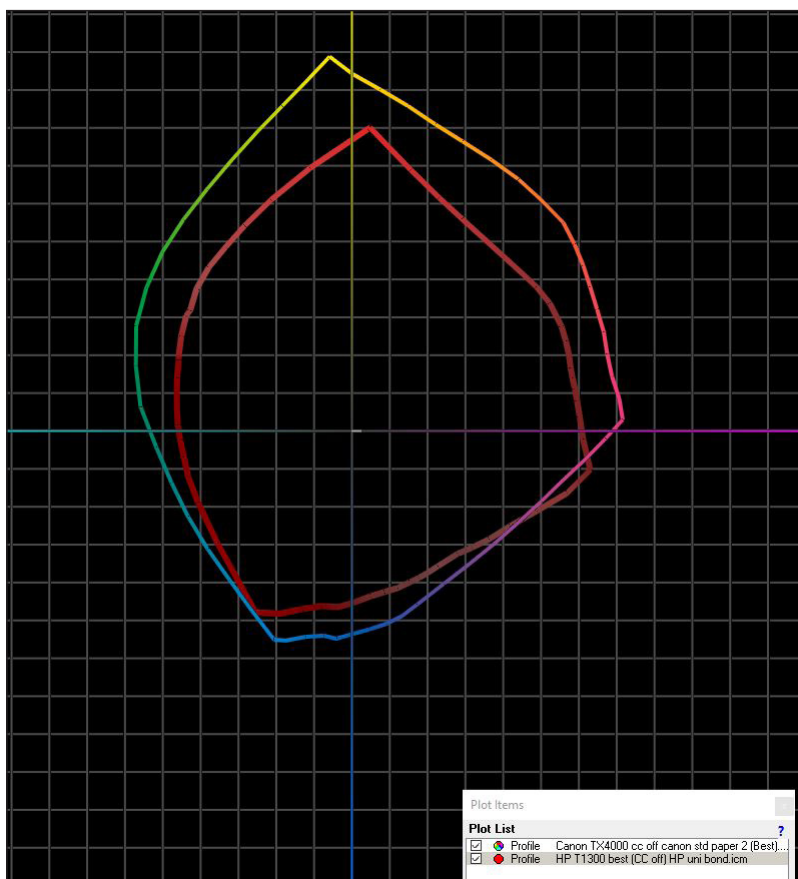 Plot Items
Plot List ?
Profile Canon TX4000 cc off canon std paper 2 (Best)....
Profile HP T1300 best (CC off) HP uni bond.icm